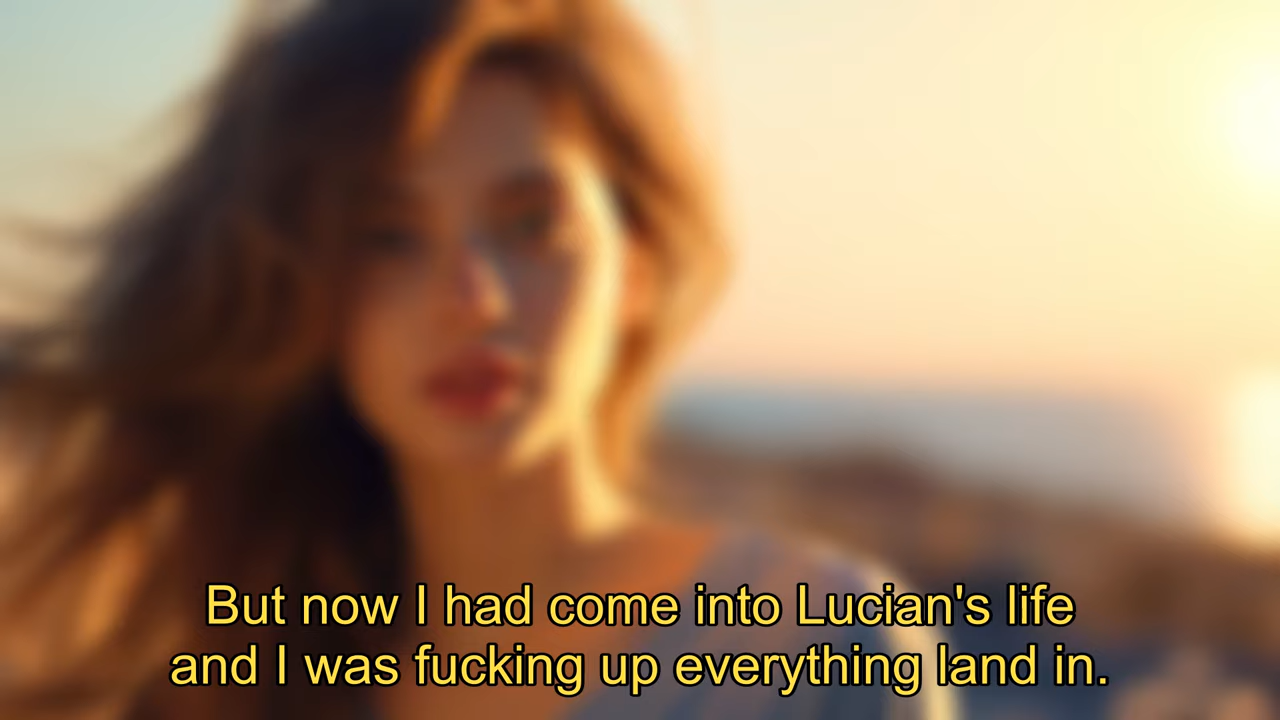 But now I had come into Lucian's life
and I was fucking up everything land in.